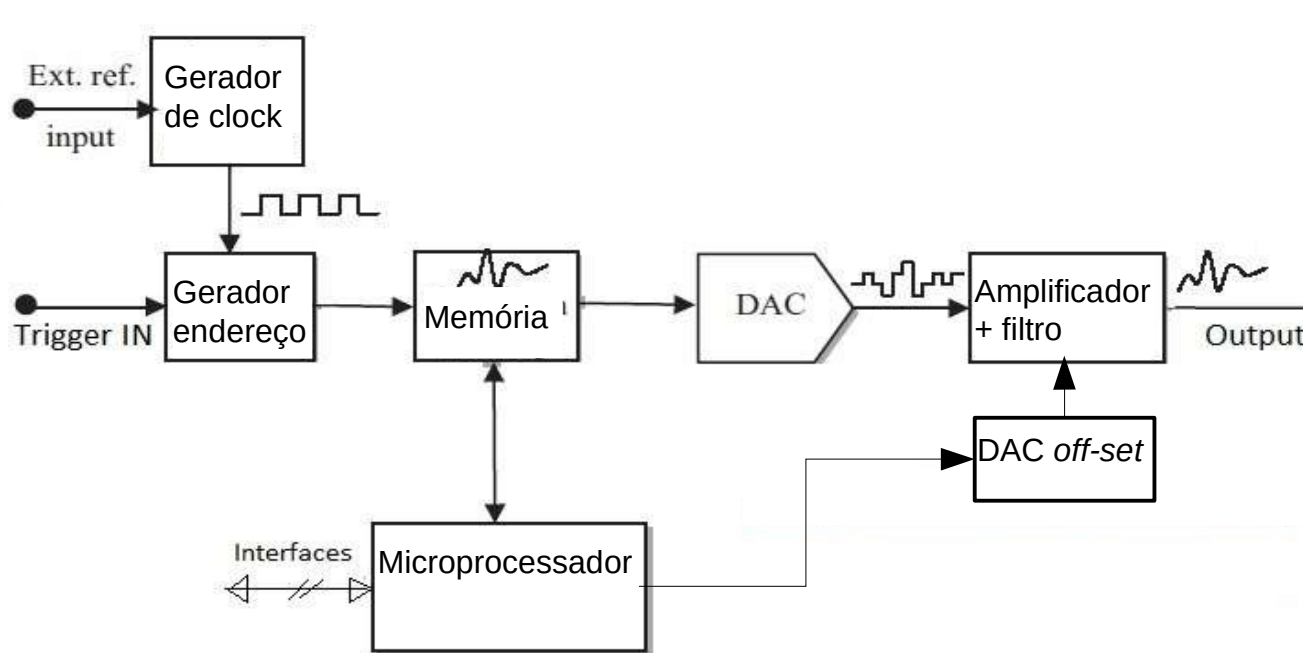 Ext. ref.
input
Gerador
de clock
Trigger IN
Gerador
endereço
Memória
DAC
Amplificador
+ filtro
Output
DAC off-set
Interfaces
Microprocessador